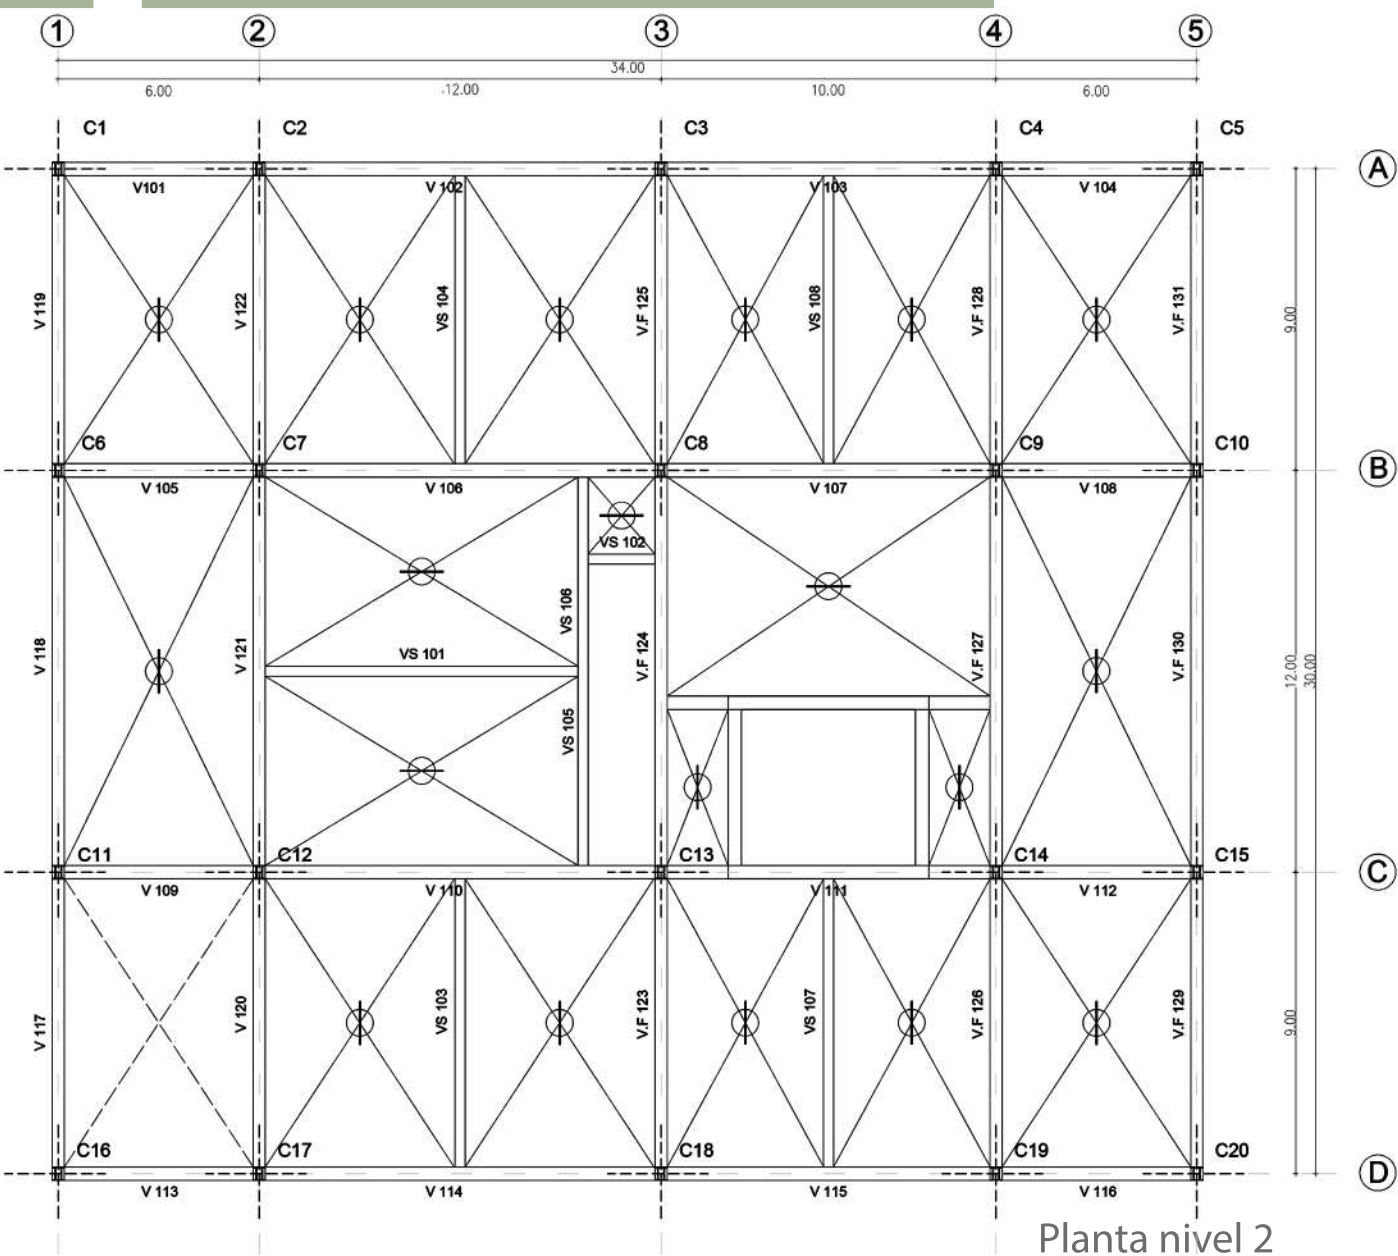 1 2 3 4 5
34.00
6.00 12.00 10.00 6.00
C1 C2 C3 C4 C5
A
V101 V 102 V 103 V 104
V 119 V 122 VS 104 V.F 125 VS 108 V.F 128 V.F 131 9.00
C6 C7 C8 C9 C10
B
V 105 V 106 V 107 V 108
VS 102
VS 106
V 118 V 121 VS 101 V.F 124 V.F 127 V.F 130 12.00 30.00
VS 105
C11 C12 C13 C14 C15
C
V 109 V 110 V 111 V 112
V 117 V 120 VS 103 V.F 123 VS 107 V.F 126 V.F 129 9.00
C16 C17 C18 C19 C20
D
V 113 V 114 V 115 V 116
Planta nivel 2